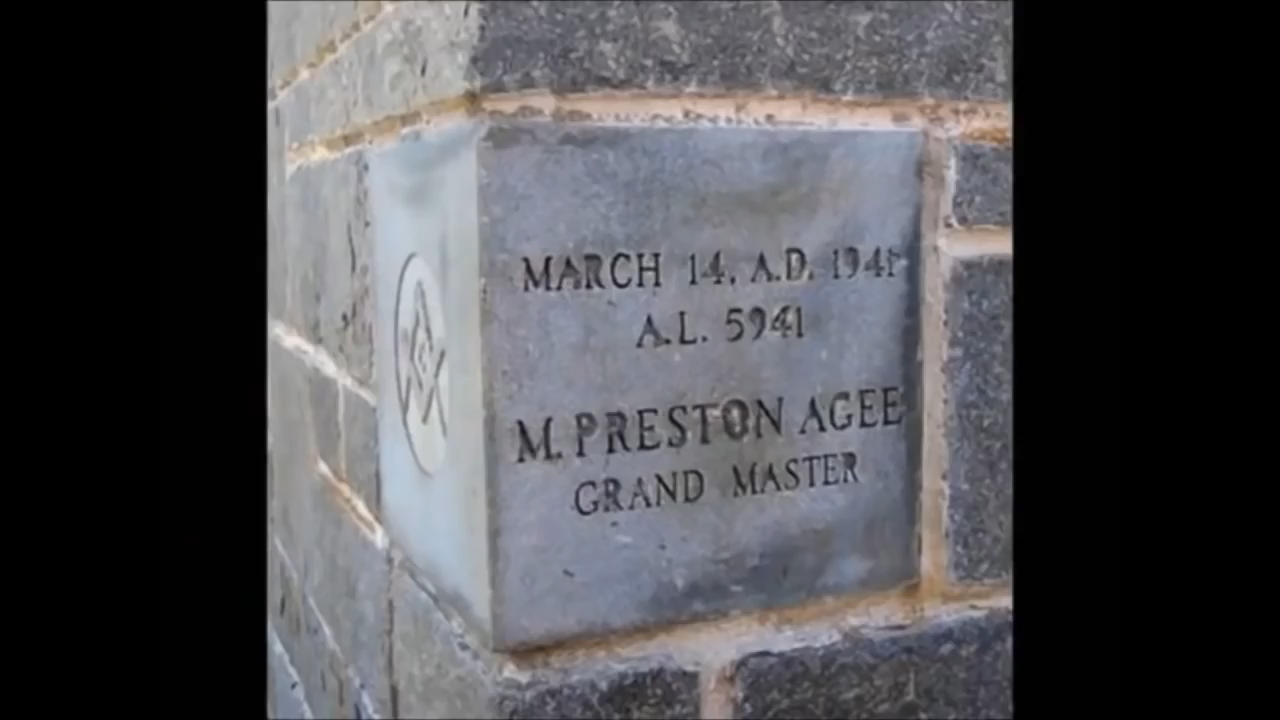 MARCH 14, A.D. 1941
A.L. 5941
M. PRESTON AGEE
GRAND MASTER
G